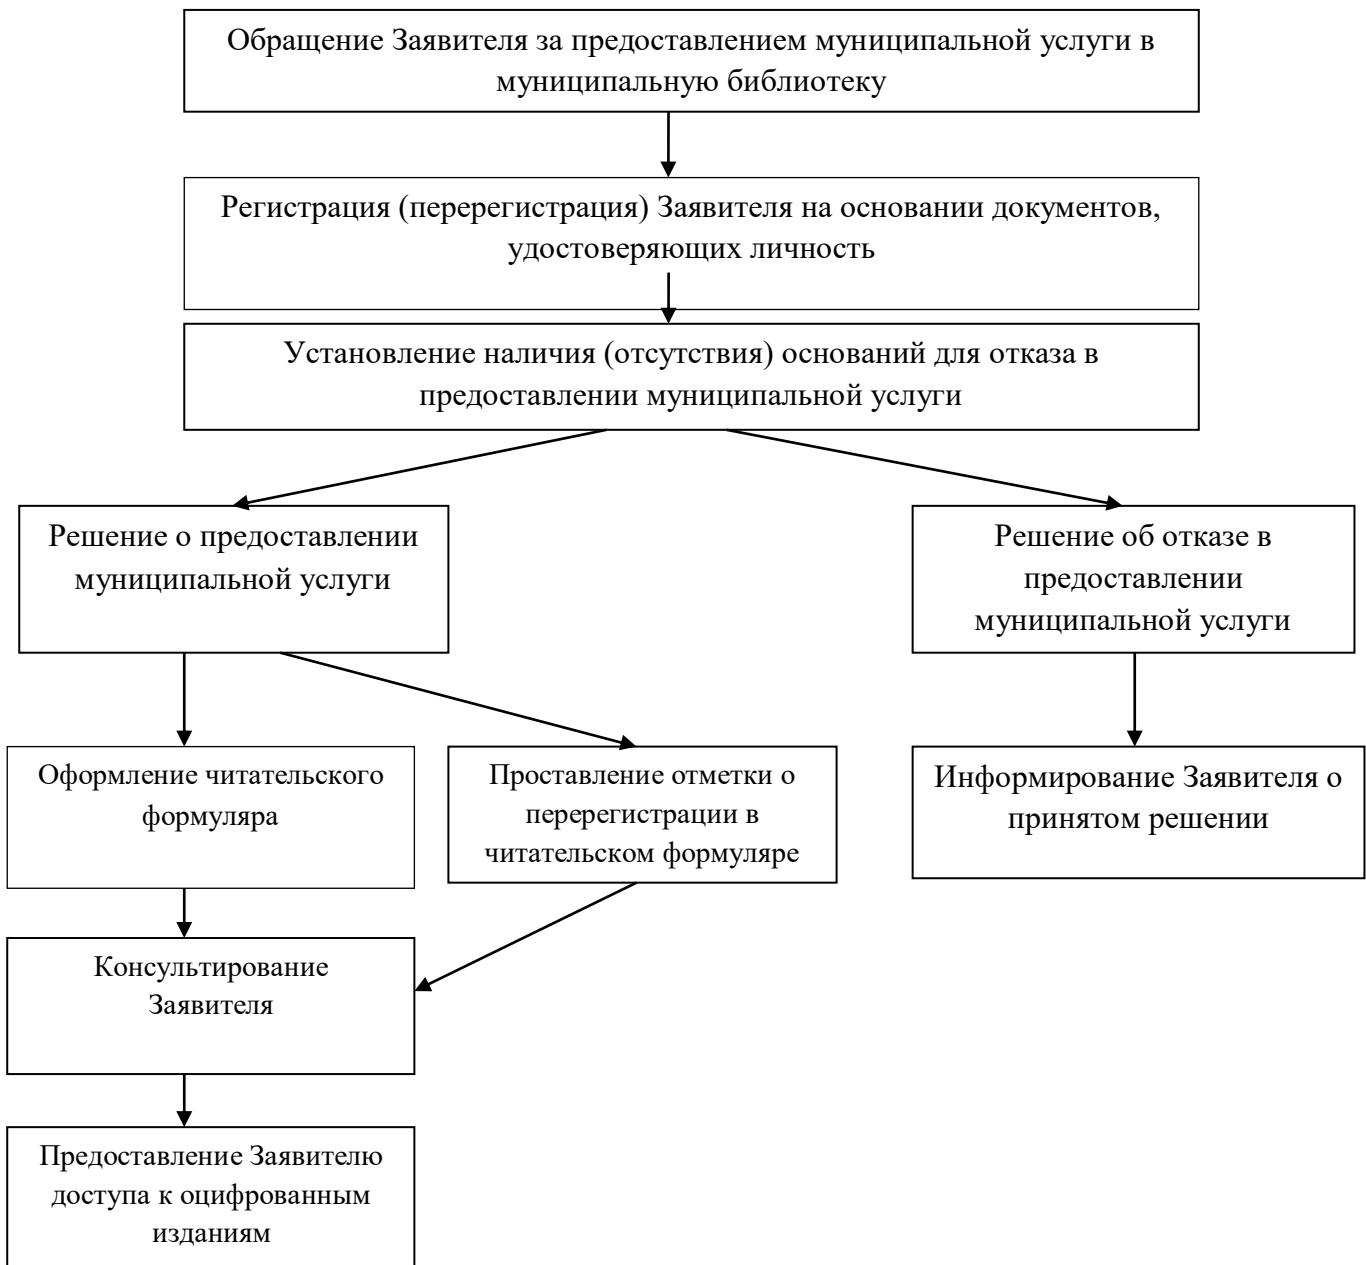 Обращение Заявителя за предоставлением муниципальной услуги в
муниципальную библиотеку
Регистрация (перерегистрация) Заявителя на основании документов,
удостоверяющих личность
Установление наличия (отсутствия) оснований для отказа в
предоставлении муниципальной услуги
Решение о предоставлении
муниципальной услуги
Решение об отказе в
предоставлении
муниципальной услуги
Оформление читательского
формуляра
Проставление отметки о
перерегистрации в
читательском формуляре
Информирование Заявителя о
принятом решении
Консультирование
Заявителя
Предоставление Заявителю
доступа к оцифрованным
изданиям